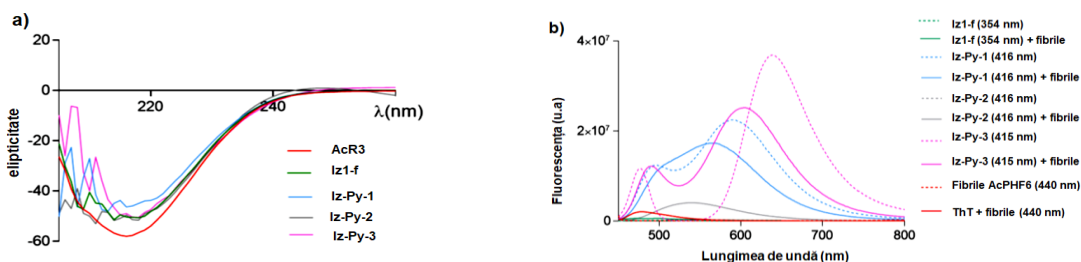 a)
20
0
-20
-40
-60
220
240
λ(nm)
elipticitate
AcR3
Iz1-f
Iz-Py-1
Iz-Py-2
Iz-Py-3
b)
4×10⁷
2×10⁷
0
500
600
700
800
Fluorescența (u.a)
Lungimea de undă (nm)
Iz1-f (354 nm)
Iz1-f (354 nm) + fibrile
Iz-Py-1 (416 nm)
Iz-Py-1 (416 nm) + fibrile
Iz-Py-2 (416 nm)
Iz-Py-2 (416 nm) + fibrile
Iz-Py-3 (415 nm)
Iz-Py-3 (415 nm) + fibrile
Fibrile AcPHF6 (440 nm)
ThT + fibrile (440 nm)